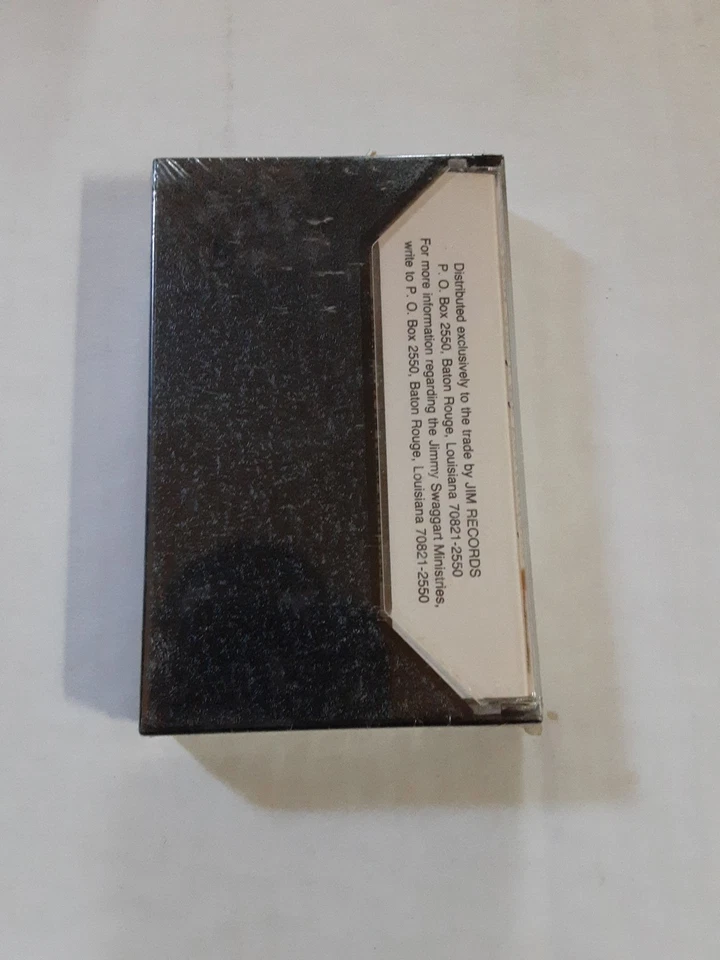 Distributed exclusively to the trade by JIM RECORDS
P. O. Box 2550, Baton Rouge, Louisiana 70821-2550
For more information regarding the Jimmy Swaggart Ministries,
write to P. O. Box 2550, Baton Rouge, Louisiana 70821-2550